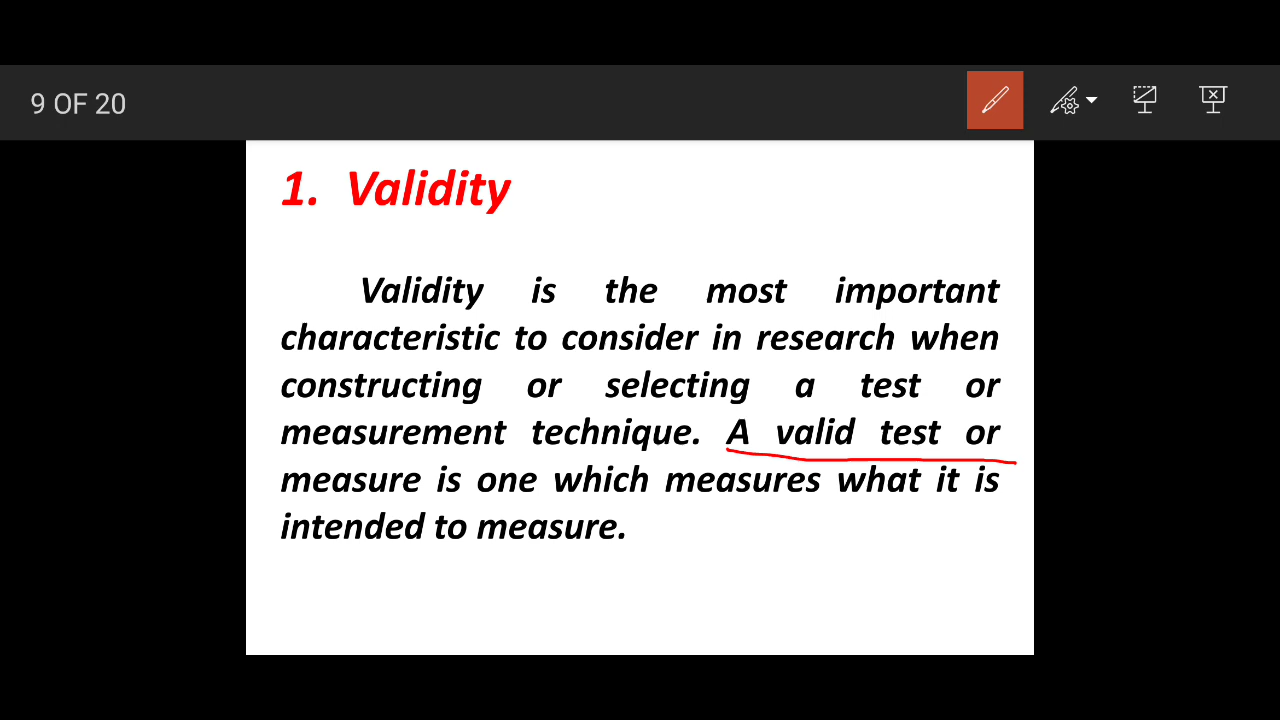 9 OF 20
1. Validity
Validity is the most important
characteristic to consider in research when
constructing or selecting a test or
measurement technique. A valid test or
measure is one which measures what it is
intended to measure.